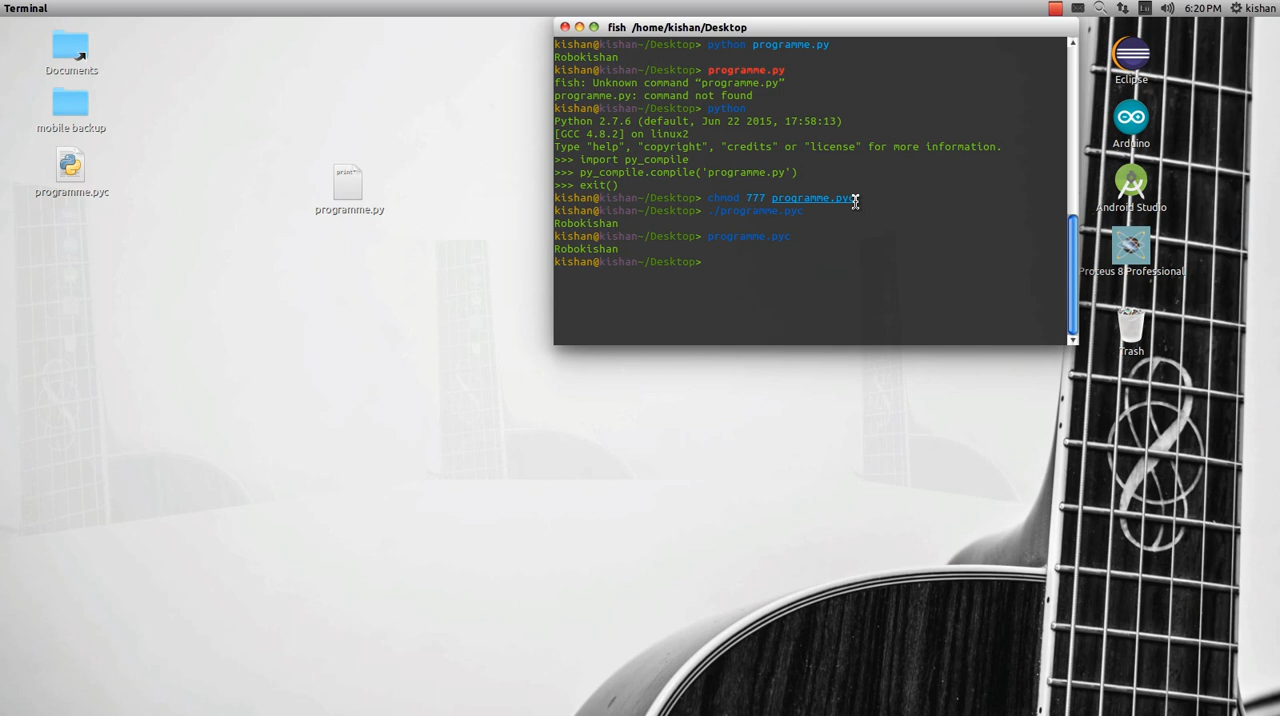 Terminal
6:20 PM kishan
fish /home/kishan/Desktop
kishan@kishan~/Desktop> python programme.py
Robokishan
kishan@kishan~/Desktop> programme.py
fish: Unknown command “programme.py”
programme.py: command not found
kishan@kishan~/Desktop> python
Python 2.7.6 (default, Jun 22 2015, 17:58:13)
[GCC 4.8.2] on linux2
Type "help", "copyright", "credits" or "license" for more information.
>>> import py_compile
>>> py_compile.compile('programme.py')
>>> exit()
kishan@kishan~/Desktop> chmod 777 programme.pyc
kishan@kishan~/Desktop> ./programme.pyc
Robokishan
kishan@kishan~/Desktop> programme.pyc
Robokishan
kishan@kishan~/Desktop>
Documents
mobile backup
programme.pyc
print"
programme.py
Eclipse
Arduino
Android Studio
Proteus 8 Professional
Trash